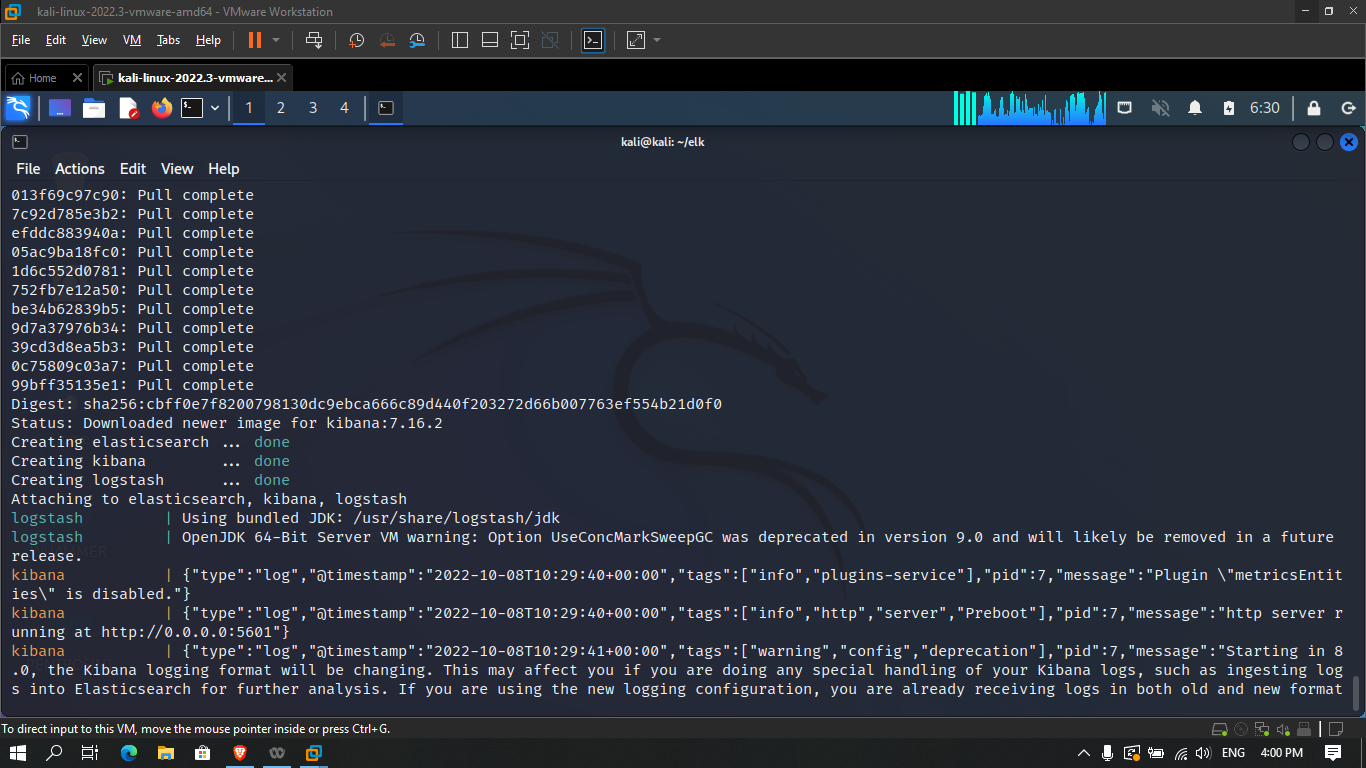 kali-linux-2022.3-vmware-amd64 - VMware Workstation
File Edit View VM Tabs Help
Home kali-linux-2022.3-vmware...
1 2 3 4 6:30
kali@kali: ~/elk
File Actions Edit View Help
013f69c97c90: Pull complete
7c92d785e3b2: Pull complete
efddc883940a: Pull complete
05ac9ba18fc0: Pull complete
1d6c552d0781: Pull complete
752fb7e12a50: Pull complete
be34b62839b5: Pull complete
9d7a37976b34: Pull complete
39cd3d8ea5b3: Pull complete
0c75809c03a7: Pull complete
99bff35135e1: Pull complete
Digest: sha256:cbff0e7f8200798130dc9ebca666c89d440f203272d66b007763ef554b21d0f0
Status: Downloaded newer image for kibana:7.16.2
Creating elasticsearch ... done
Creating kibana ... done
Creating logstash ... done
Attaching to elasticsearch, kibana, logstash
logstash | Using bundled JDK: /usr/share/logstash/jdk
logstash | OpenJDK 64-Bit Server VM warning: Option UseConcMarkSweepGC was deprecated in version 9.0 and will likely be removed in a future
release.
kibana | {"type":"log","@timestamp":"2022-10-08T10:29:40+00:00","tags":["info","plugins-service"],"pid":7,"message":"Plugin \"metricsEntit
ies\" is disabled."}
kibana | {"type":"log","@timestamp":"2022-10-08T10:29:40+00:00","tags":["info","http","server","Preboot"],"pid":7,"message":"http server r
unning at http://0.0.0.0:5601"}
kibana | {"type":"log","@timestamp":"2022-10-08T10:29:41+00:00","tags":["warning","config","deprecation"],"pid":7,"message":"Starting in 8
.0, the Kibana logging format will be changing. This may affect you if you are doing any special handling of your Kibana logs, such as ingesting log
s into Elasticsearch for further analysis. If you are using the new logging configuration, you are already receiving logs in both old and new format
To direct input to this VM, move the mouse pointer inside or press Ctrl+G.
ENG 4:00 PM